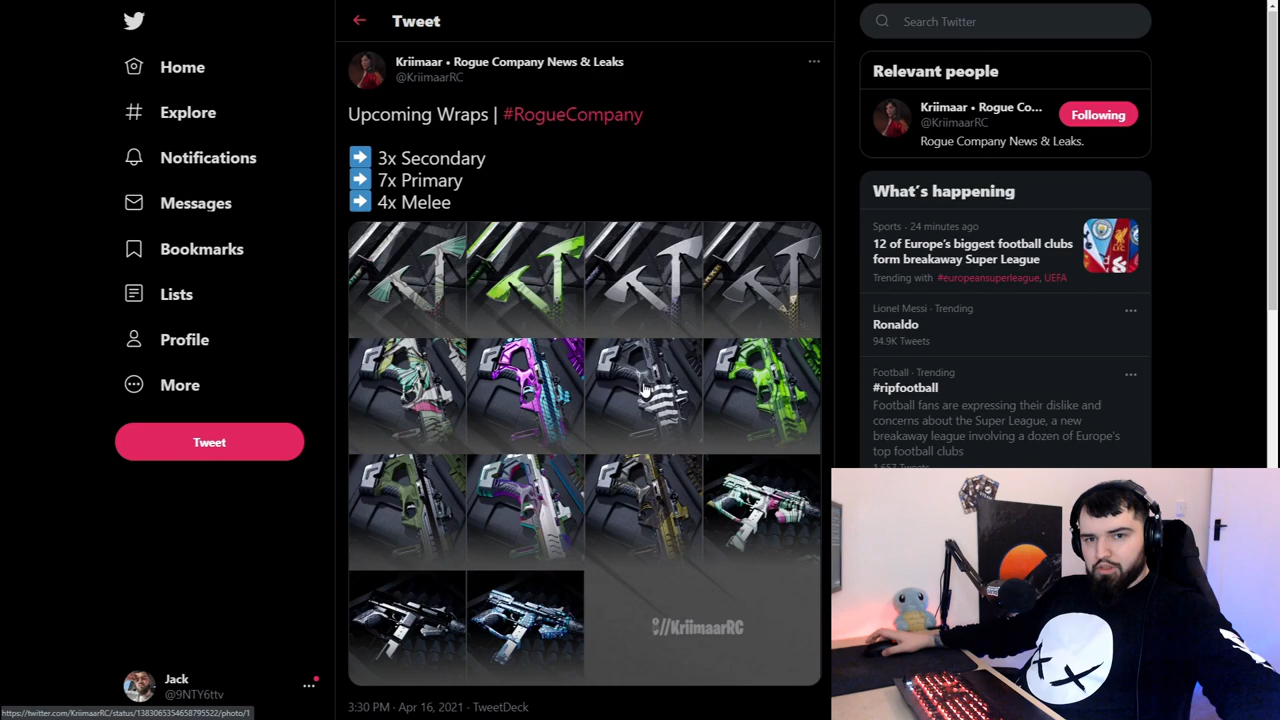 Home
Explore
Notifications
Messages
Bookmarks
Lists
Profile
More
Tweet
Jack
@9NTY6ttv
https://twitter.com/KriimaarRC/status/1383065354658795522/photo/1
Tweet
Kriimaar • Rogue Company News & Leaks
@KriimaarRC
Upcoming Wraps | #RogueCompany
3x Secondary
7x Primary
4x Melee
://KriimaarRC
3:30 PM · Apr 16, 2021 · TweetDeck
Search Twitter
Relevant people
Kriimaar • Rogue Co...
@KriimaarRC
Following
Rogue Company News & Leaks.
What's happening
Sports · 24 minutes ago
12 of Europe's biggest football clubs
form breakaway Super League
Trending with #europeansuperleague, UEFA
Lionel Messi · Trending
Ronaldo
94.9K Tweets
Football · Trending
#ripfootball
Football fans are expressing their dislike and
concerns about the Super League, a new
breakaway league involving a dozen of Europe's
top football clubs